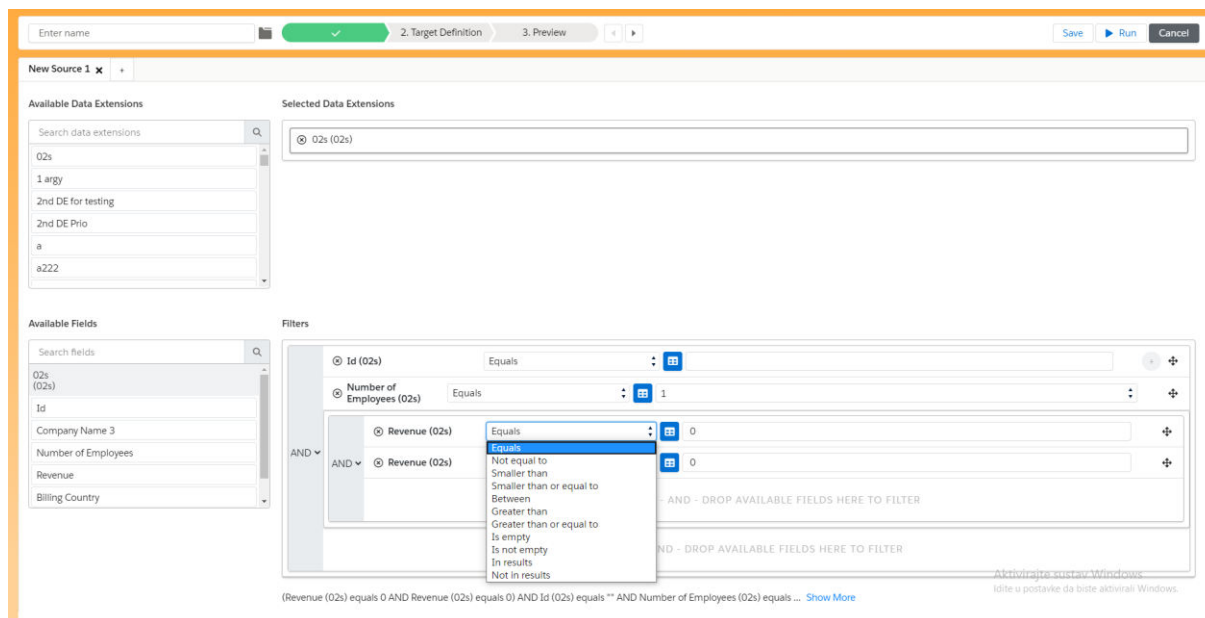 Enter name
2. Target Definition
3. Preview
Save
Run
Cancel
New Source 1
+
Available Data Extensions
Search data extensions
02s
1 argy
2nd DE for testing
2nd DE Prio
a
a222
Selected Data Extensions
02s (02s)
Available Fields
Search fields
02s
(02s)
Id
Company Name 3
Number of Employees
Revenue
Billing Country
Filters
AND
Id (02s)
Equals
Number of
Employees (02s)
Equals
1
AND
Revenue (02s)
Equals
0
Revenue (02s)
0
Equals
Not equal to
Smaller than
Smaller than or equal to
Between
Greater than
Greater than or equal to
Is empty
Is not empty
In results
Not in results
- AND - DROP AVAILABLE FIELDS HERE TO FILTER
ND - DROP AVAILABLE FIELDS HERE TO FILTER
(Revenue (02s) equals 0 AND Revenue (02s) equals 0) AND Id (02s) equals "" AND Number of Employees (02s) equals ... Show More
Aktivirajte sustav Windows
Idite u postavke da biste aktivirali Windows.